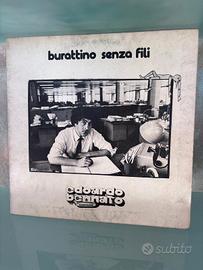 burattino senza fili
edoardo
bennato
subito